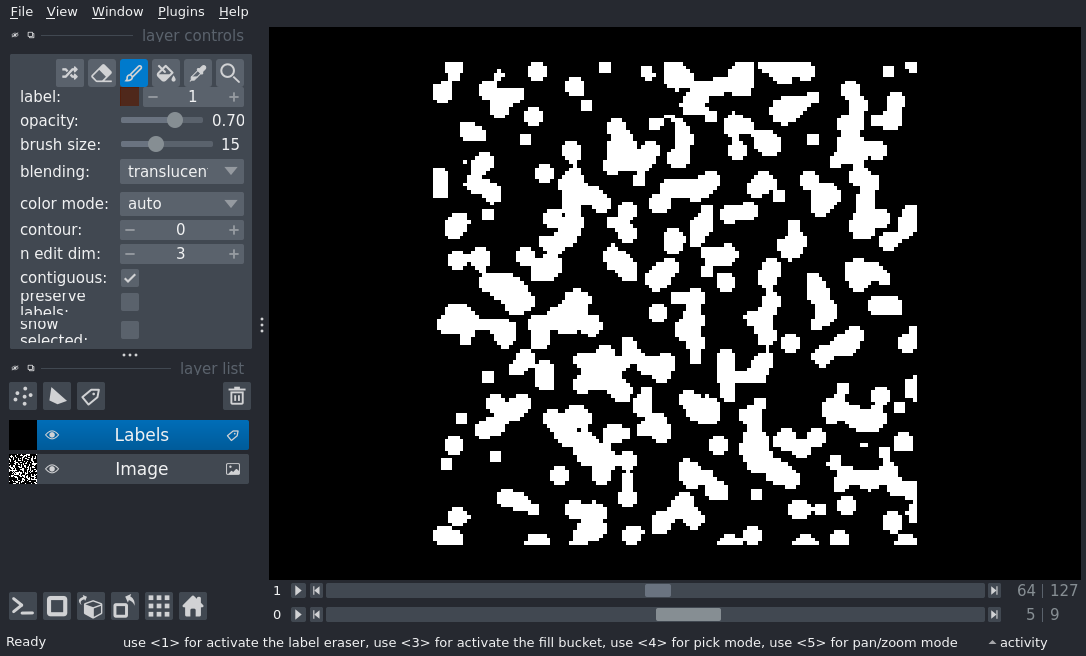 File View Window Plugins Help
layer controls
label: 1
opacity: 0.70
brush size: 15
blending: translucen
color mode: auto
contour: 0
n edit dim: 3
contiguous:
preserve
labels:
show
selected:
layer list
Labels
Image
1 64 127
0 5 9
Ready use <1> for activate the label eraser, use <3> for activate the fill bucket, use <4> for pick mode, use <5> for pan/zoom mode activity